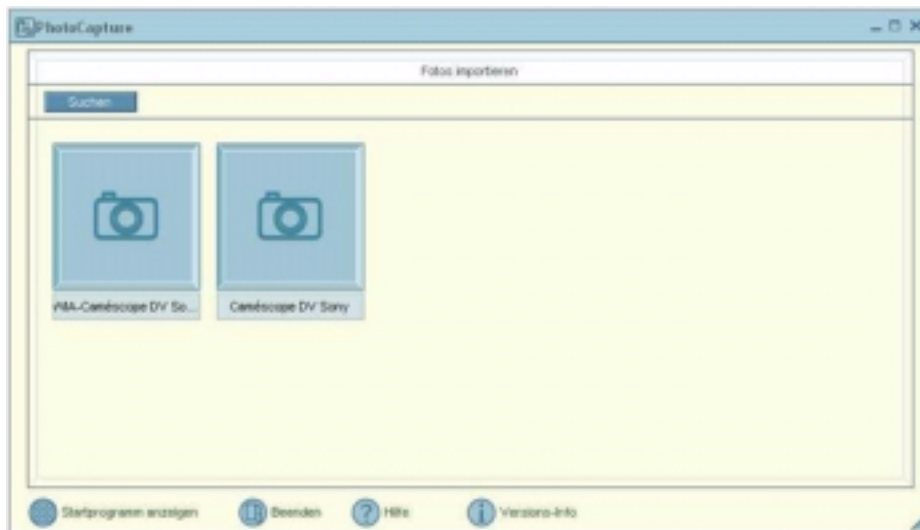 PhotoCapture
Fotos importieren
Suchen
WIA-Caméscope DV So...
Caméscope DV Sony
Startprogramm anzeigen
Beenden
Hilfe
Versions-Info